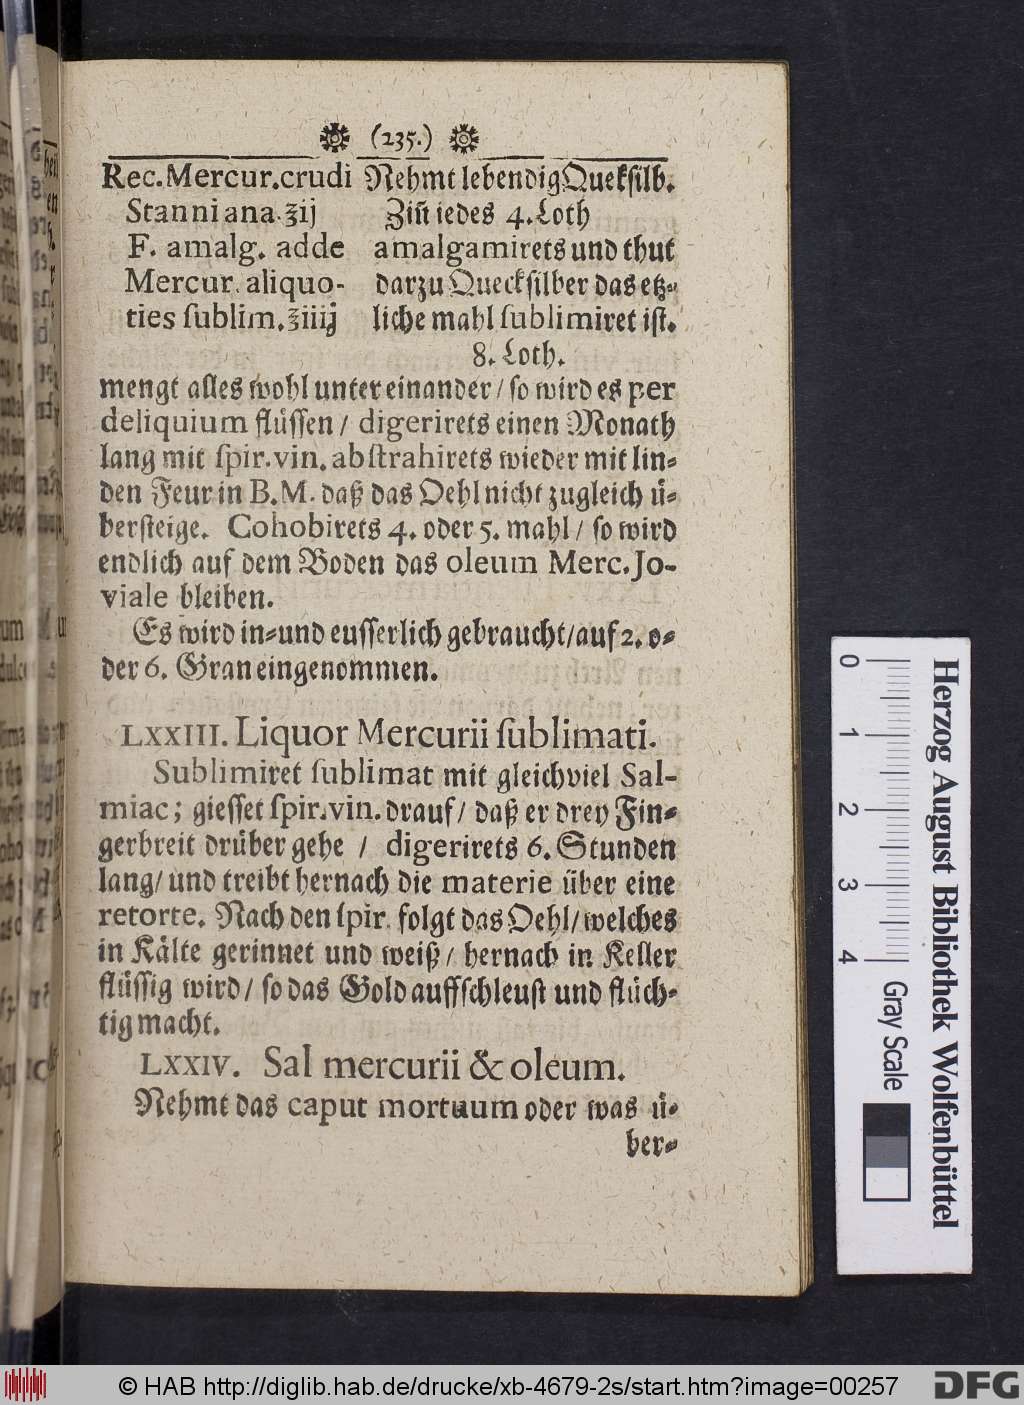 (235.)
Rec. Mercur. crudi Nehmt lebendig Queksilb.
Stanni ana. ʒij Ziñ iedes 4. Loth
F. amalg. adde amalgamirets und thut
Mercur. aliquo- darzu Quecksilber das etz-
ties ſublim. ʒiiij liche mahl ſublimiret iſt.
8. Loth.
mengt alles wohl unter einander / ſo wird es per
deliquium flüſſen / digerirets einen Monath
lang mit ſpir. vin. abſtrahirets wieder mit lin-
den Feur in B. M. daß das Oehl nicht zugleich ü-
berſteige. Cohobirets 4. oder 5. mahl / ſo wird
endlich auf dem Boden das oleum Merc. Jo-
viale bleiben.
Es wird in- und euſſerlich gebraucht / auf 2. o-
der 6. Gran eingenommen.
LXXIII. Liquor Mercurii ſublimati.
Sublimiret ſublimat mit gleichviel Sal-
miac; gieſſet ſpir. vin. drauf / daß er drey Fin-
gerbreit drüber gehe / digerirets 6. Stunden
lang / und treibt hernach die materie über eine
retorte. Nach den ſpir. folgt das Oehl / welches
in Kälte gerinnet und weiß / hernach in Keller
flüſſig wird / ſo das Gold auffſchleuſt und flüch-
tig macht.
LXXIV. Sal mercurii & oleum.
Nehmt das caput mortuum oder was ü-
ber-
Herzog August Bibliothek Wolfenbüttel
0 1 2 3 4
Gray Scale
© HAB http://diglib.hab.de/drucke/xb-4679-2s/start.htm?image=00257
DFG